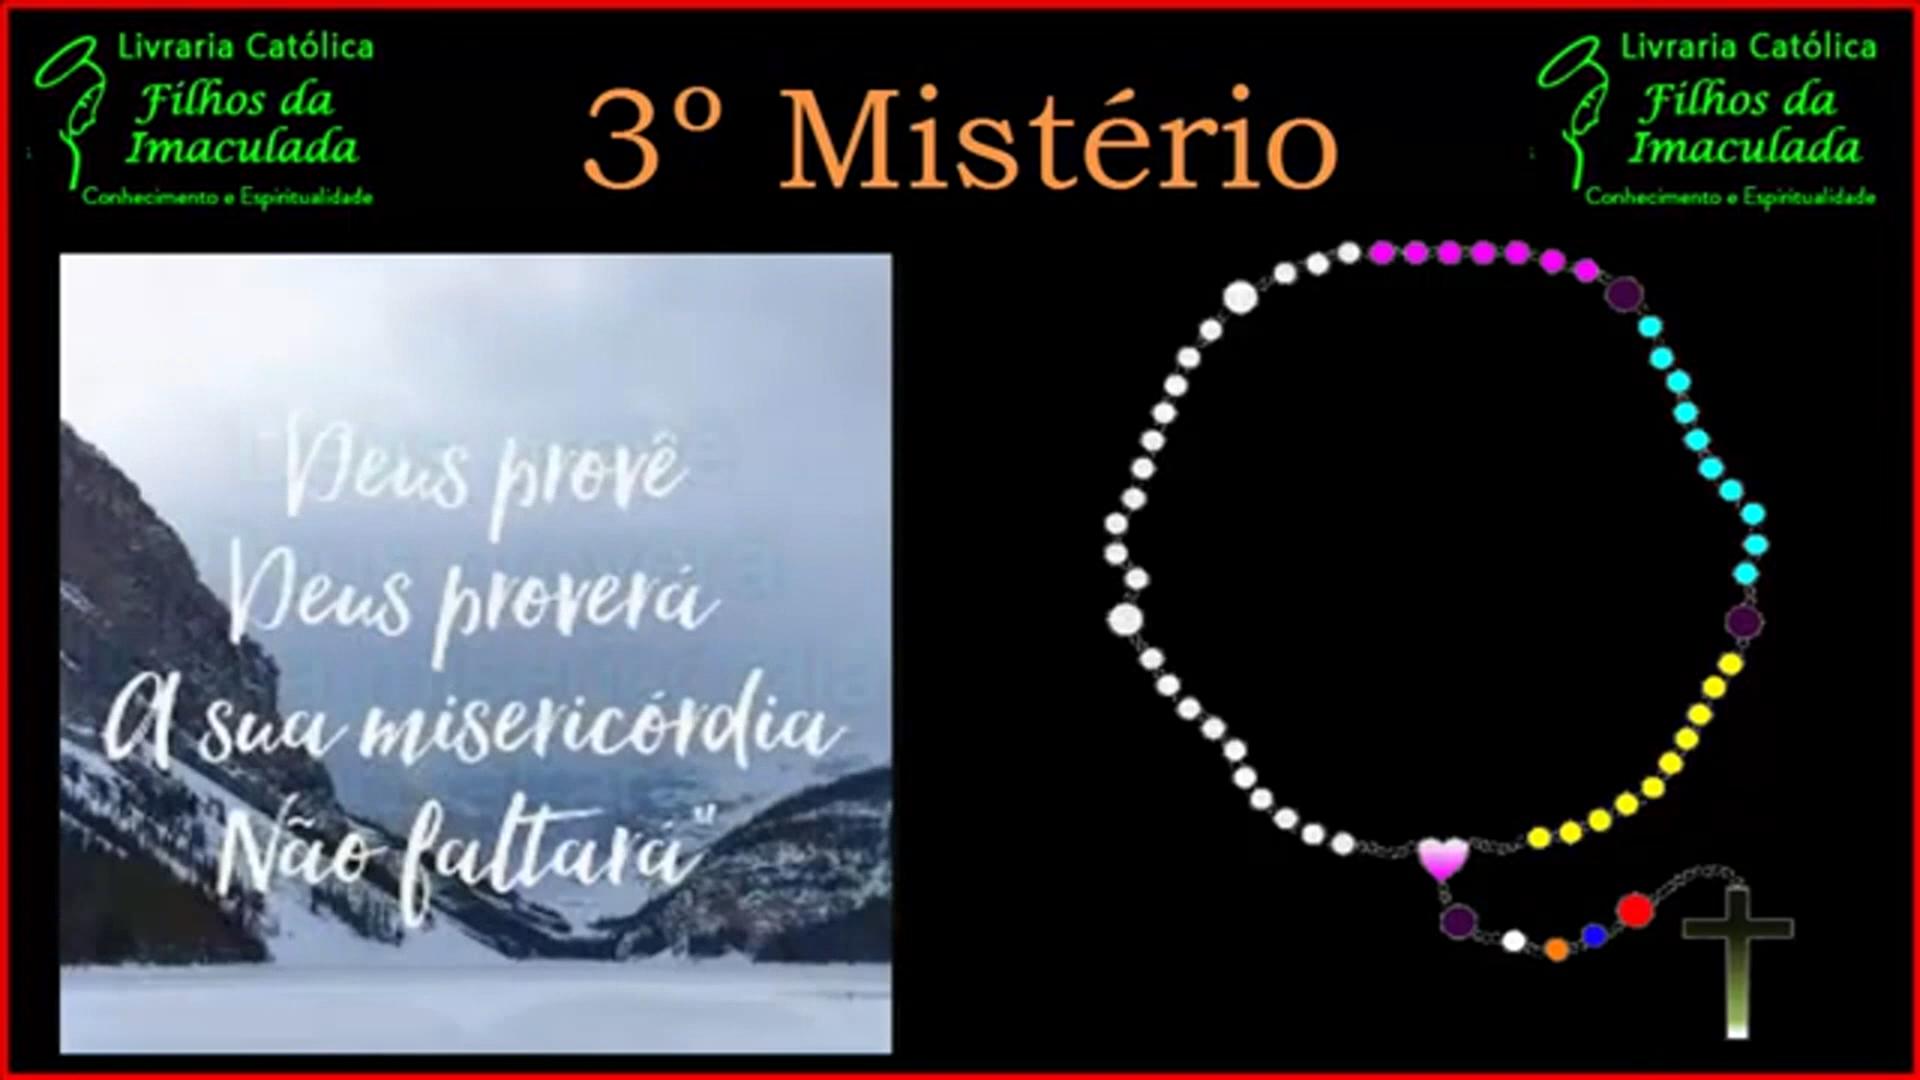 Livraria Católica
Filhos da
Imaculada
Conhecimento e Espiritualidade
3º Mistério
Livraria Católica
Filhos da
Imaculada
Conhecimento e Espiritualidade
"Deus provê
Deus proverá
A sua misericórdia
Não faltará"